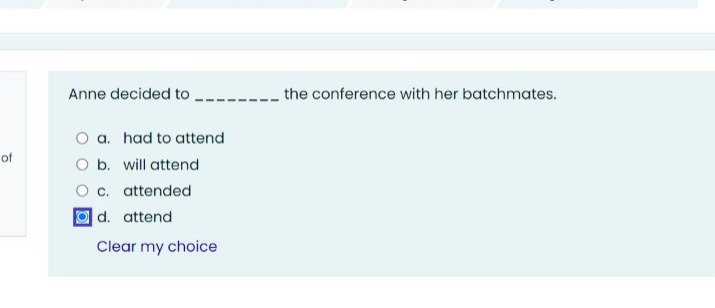 Anne decided to ________ the conference with her batchmates.
of
a. had to attend
b. will attend
c. attended
d. attend
Clear my choice